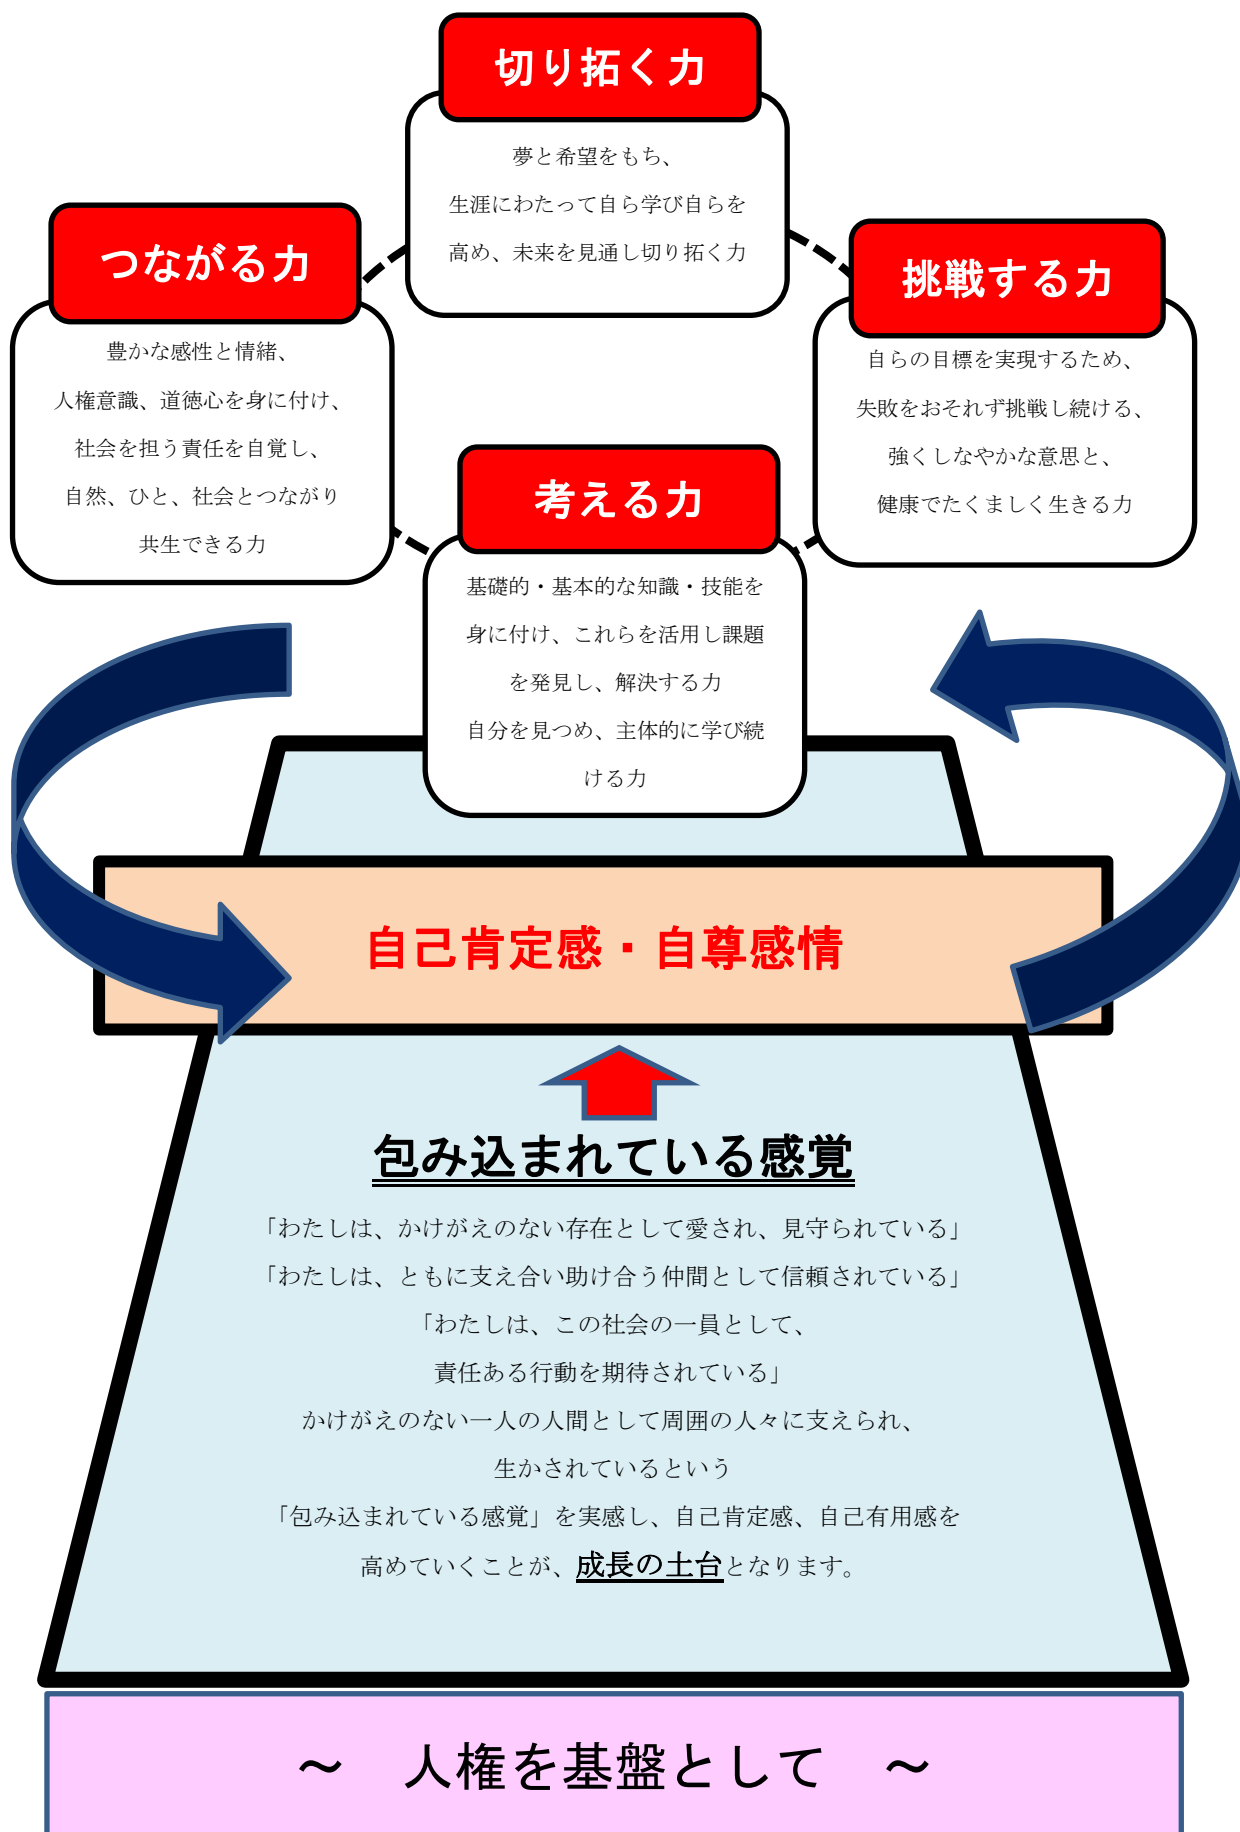 切り拓く力
夢と希望をもち、
生涯にわたって自ら学び自らを
高め、未来を見通し切り拓く力
つながる力
豊かな感性と情緒、
人権意識、道徳心を身に付け、
社会を担う責任を自覚し、
自然、ひと、社会とつながり
共生できる力
挑戦する力
自らの目標を実現するため、
失敗をおそれず挑戦し続ける、
強くしなやかな意思と、
健康でたくましく生きる力
考える力
基礎的・基本的な知識・技能を
身に付け、これらを活用し課題
を発見し、解決する力
自分を見つめ、主体的に学び続
ける力
自己肯定感・自尊感情
包み込まれている感覚
「わたしは、かけがえのない存在として愛され、見守られている」
「わたしは、ともに支え合い助け合う仲間として信頼されている」
「わたしは、この社会の一員として、
責任ある行動を期待されている」
かけがえのない一人の人間として周囲の人々に支えられ、
生かされているという
「包み込まれている感覚」を実感し、自己肯定感、自己有用感を
高めていくことが、成長の土台となります。
～　人権を基盤として　～